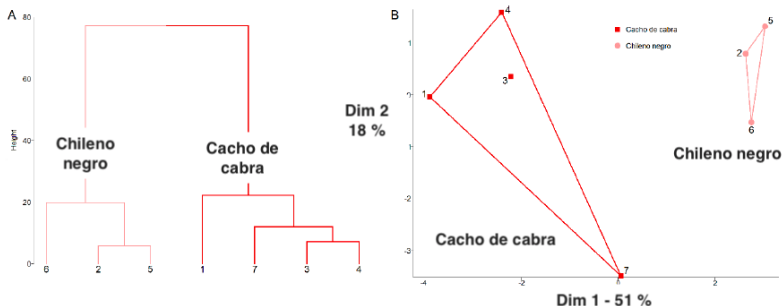 A
80
60
40
20
0
Height
Chileno
negro
Cacho de
cabra
6 2 5 1 7 3 4
B
Dim 2
18 %
1
1
-2
-3
4
3
1
7
Cacho de cabra
Chileno negro
5
2
6
Chileno negro
Cacho de cabra
-4 -2 0 2
Dim 1 - 51 %